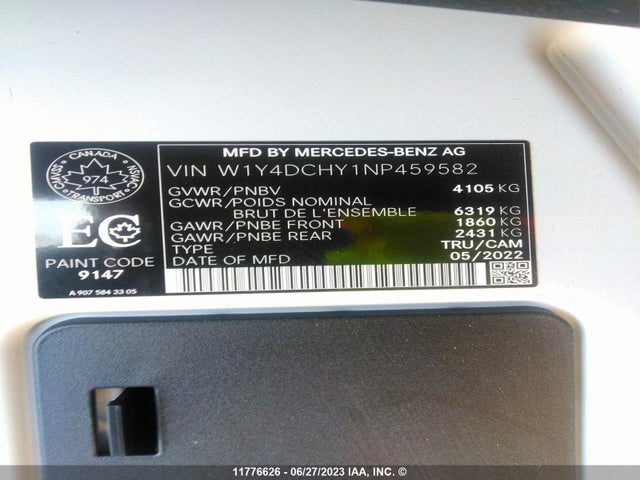 MFD BY MERCEDES-BENZ AG
VIN W1Y4DCHY1NP459582
GVWR/PNBV 4105 KG
GCWR/POIDS NOMINAL
BRUT DE L'ENSEMBLE 6319 KG
GAWR/PNBE FRONT 1860 KG
GAWR/PNBE REAR 2431 KG
TYPE TRU/CAM
DATE OF MFD 05/2022
CANADA
CMVSS NSVAC
974
TRANSPORT
EC
PAINT CODE
9147
A 907 584 33 05
11776626 - 06/27/2023 IAA, INC. ©